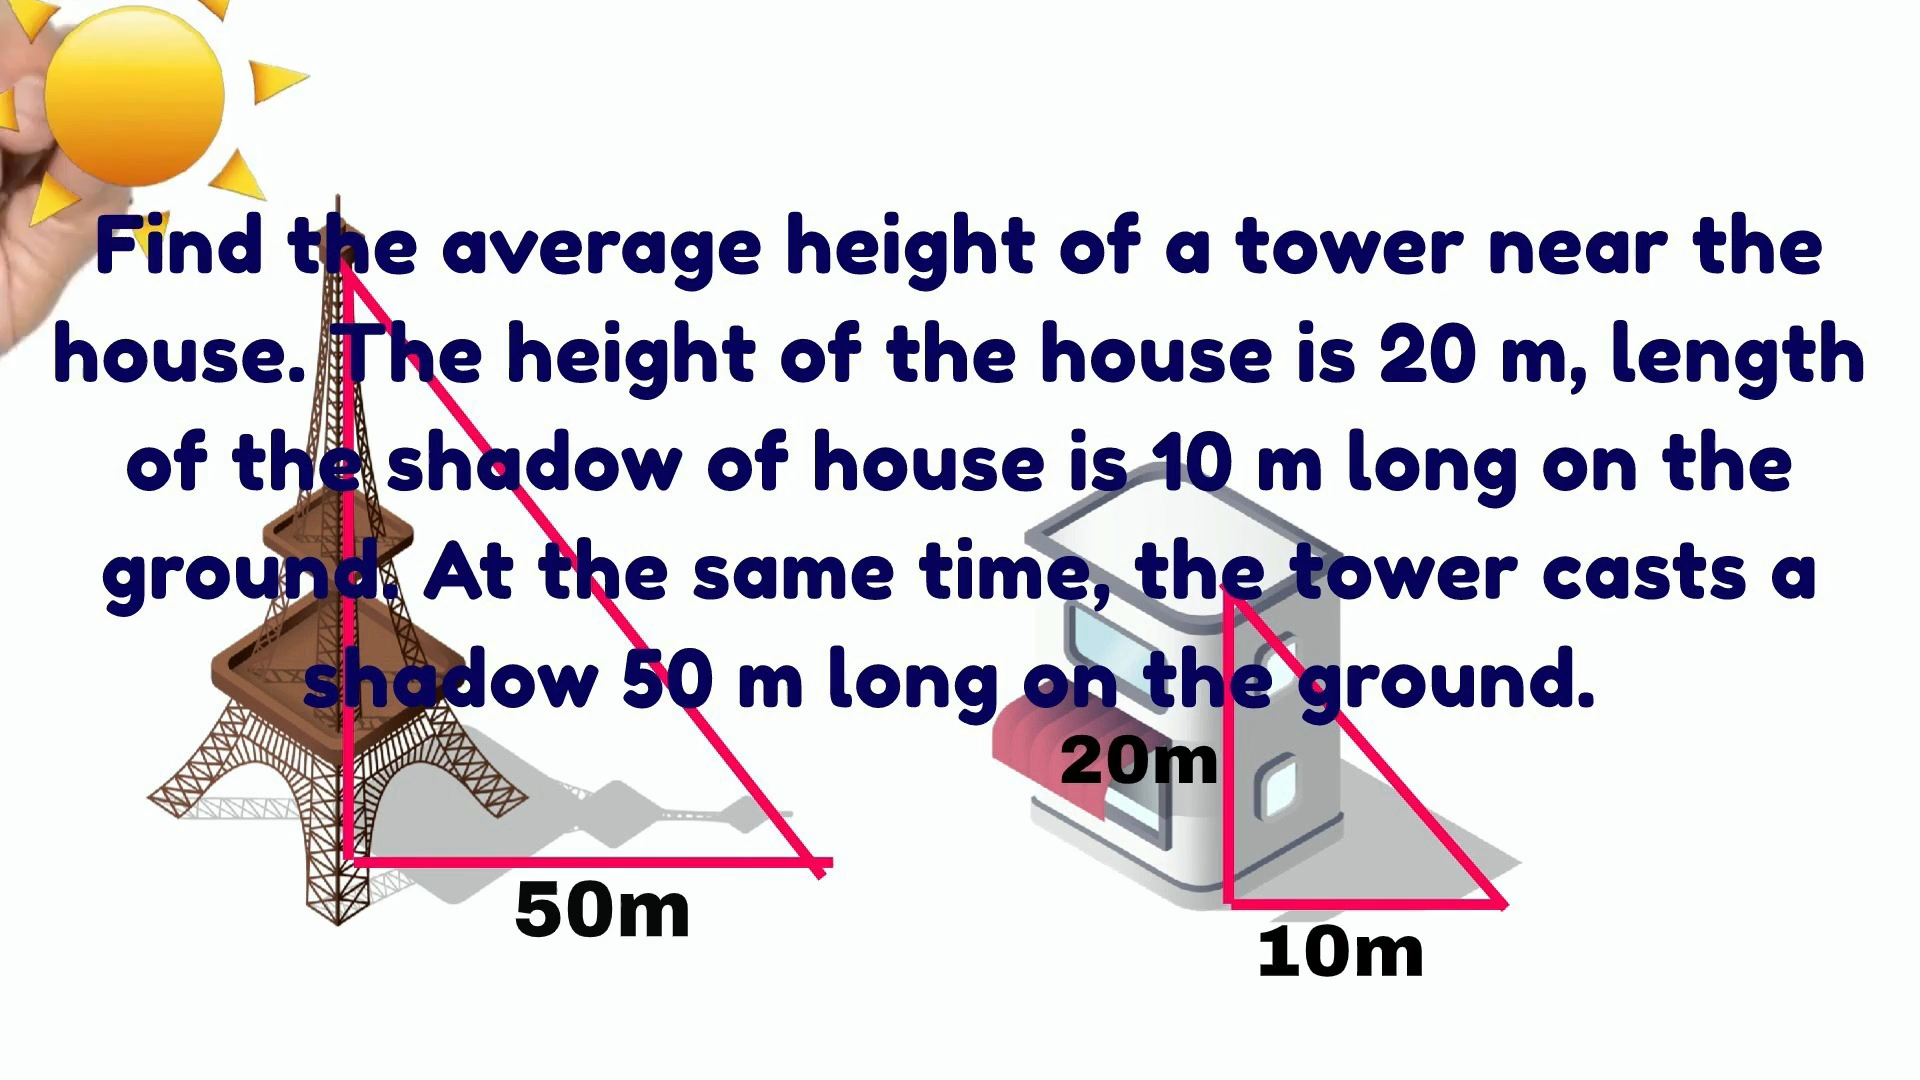 Find the average height of a tower near the
house. The height of the house is 20 m, length
of the shadow of house is 10 m long on the
ground. At the same time, the tower casts a
shadow 50 m long on the ground.
20m
50m
10m